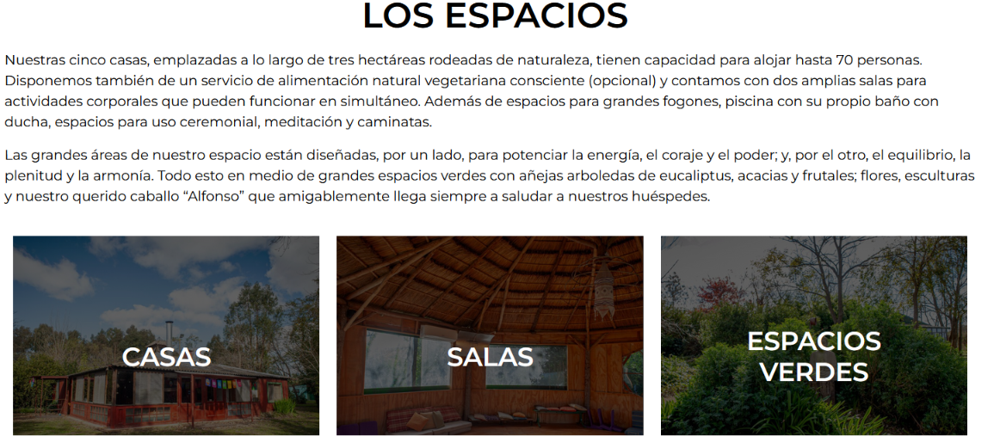 LOS ESPACIOS
Nuestras cinco casas, emplazadas a lo largo de tres hectáreas rodeadas de naturaleza, tienen capacidad para alojar hasta 70 personas.
Disponemos también de un servicio de alimentación natural vegetariana consciente (opcional) y contamos con dos amplias salas para
actividades corporales que pueden funcionar en simultáneo. Además de espacios para grandes fogones, piscina con su propio baño con
ducha, espacios para uso ceremonial, meditación y caminatas.
Las grandes áreas de nuestro espacio están diseñadas, por un lado, para potenciar la energía, el coraje y el poder; y, por el otro, el equilibrio, la
plenitud y la armonía. Todo esto en medio de grandes espacios verdes con añejas arboledas de eucaliptus, acacias y frutales; flores, esculturas
y nuestro querido caballo “Alfonso” que amigablemente llega siempre a saludar a nuestros huéspedes.
CASAS
SALAS
ESPACIOS
VERDES